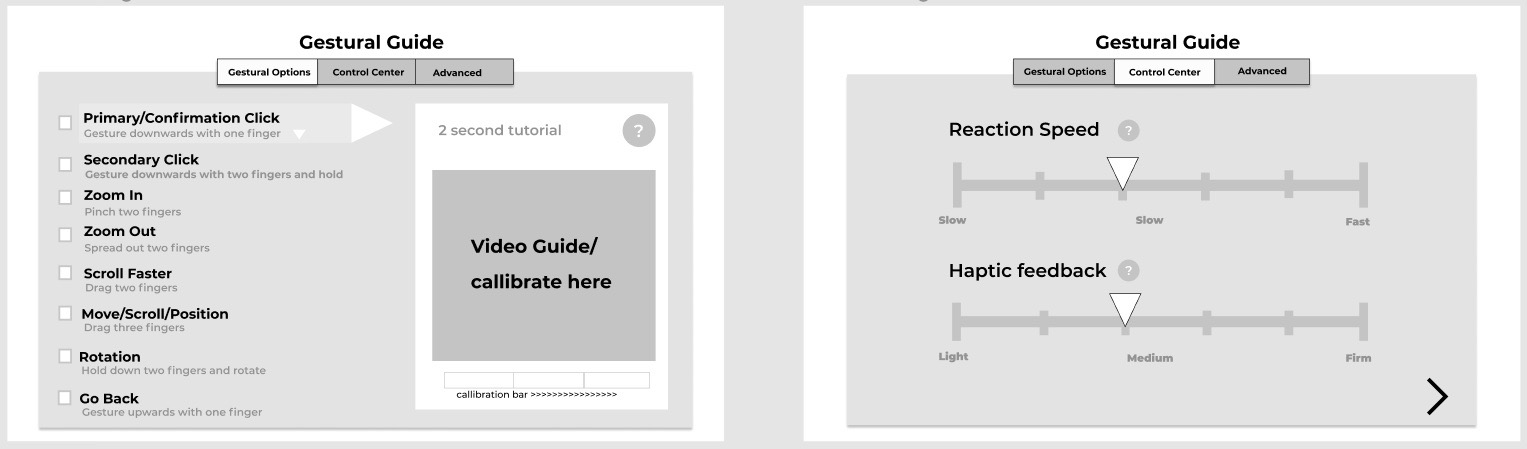 Gestural Guide
Gestural Options Control Center Advanced
Primary/Confirmation Click
Gesture downwards with one finger
Secondary Click
Gesture downwards with two fingers and hold
Zoom In
Pinch two fingers
Zoom Out
Spread out two fingers
Scroll Faster
Drag two fingers
Move/Scroll/Position
Drag three fingers
Rotation
Hold down two fingers and rotate
Go Back
Gesture upwards with one finger
2 second tutorial ?
Video Guide/
callibrate here
callibration bar >>>>>>>>>>>>>>>>
Gestural Guide
Gestural Options Control Center Advanced
Reaction Speed ?
Slow Slow Fast
Haptic feedback ?
Light Medium Firm